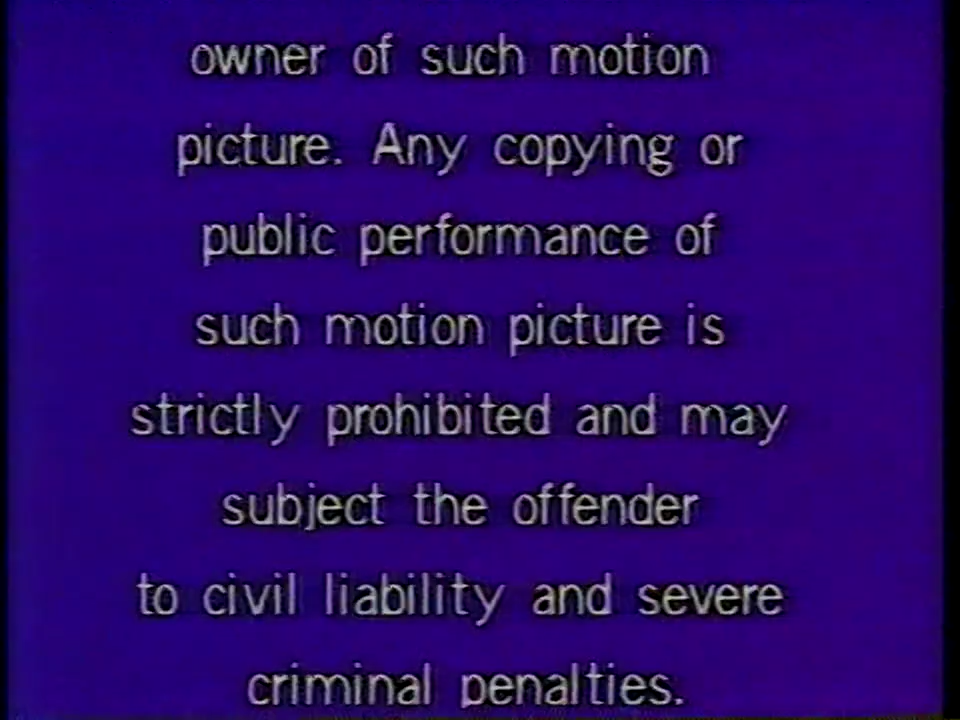 owner of such motion
picture. Any copying or
public performance of
such motion picture is
strictly prohibited and may
subject the offender
to civil liability and severe
criminal penalties.